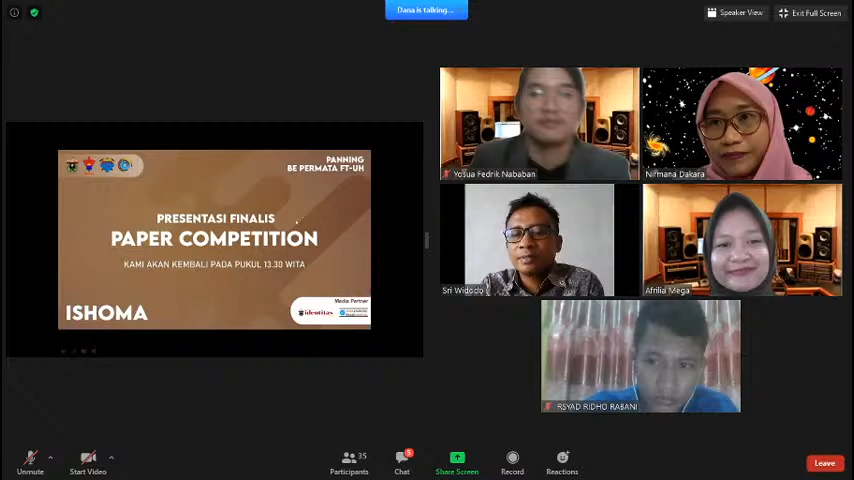 Dana is talking...
Speaker View
Exit Full Screen
PANNING
BE PERMATA FT-UH
PRESENTASI FINALIS
PAPER COMPETITION
KAMI AKAN KEMBALI PADA PUKUL 13.30 WITA
ISHOMA
Media Partner
identitas
Yosua Fedrik Nababan
Nirmana Dakara
Sri Widodo
Afrilia Mega
RSYAD RIDHO RABANI
Unmute
Start Video
Participants
35
Chat
5
Share Screen
Record
Reactions
Leave